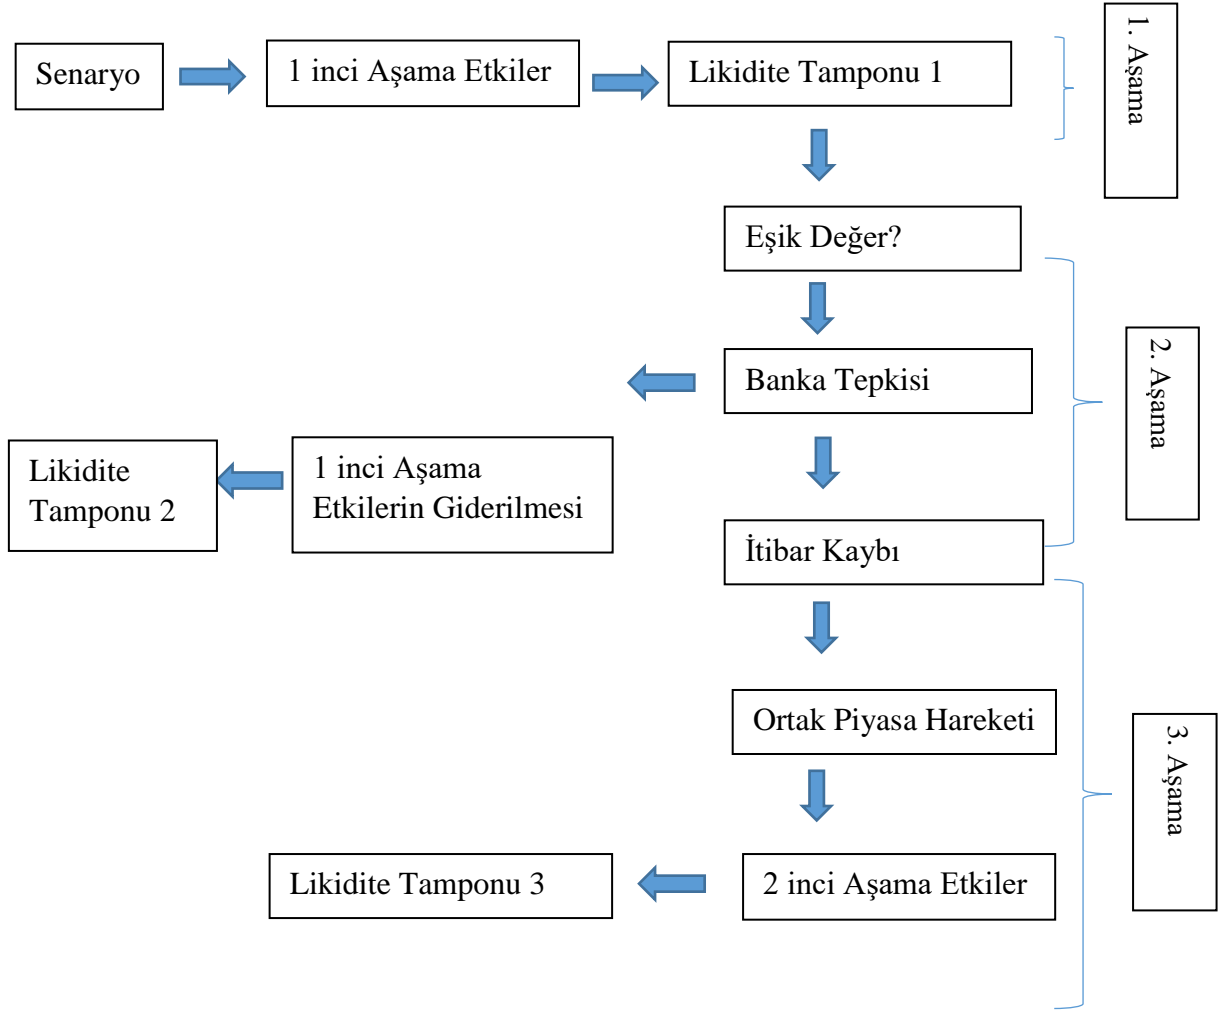 Senaryo
1 inci Aşama Etkiler
Likidite Tamponu 1
1. Aşama
Eşik Değer?
Banka Tepkisi
2. Aşama
1 inci Aşama
Etkilerin Giderilmesi
Likidite
Tamponu 2
İtibar Kaybı
Ortak Piyasa Hareketi
3. Aşama
2 inci Aşama Etkiler
Likidite Tamponu 3